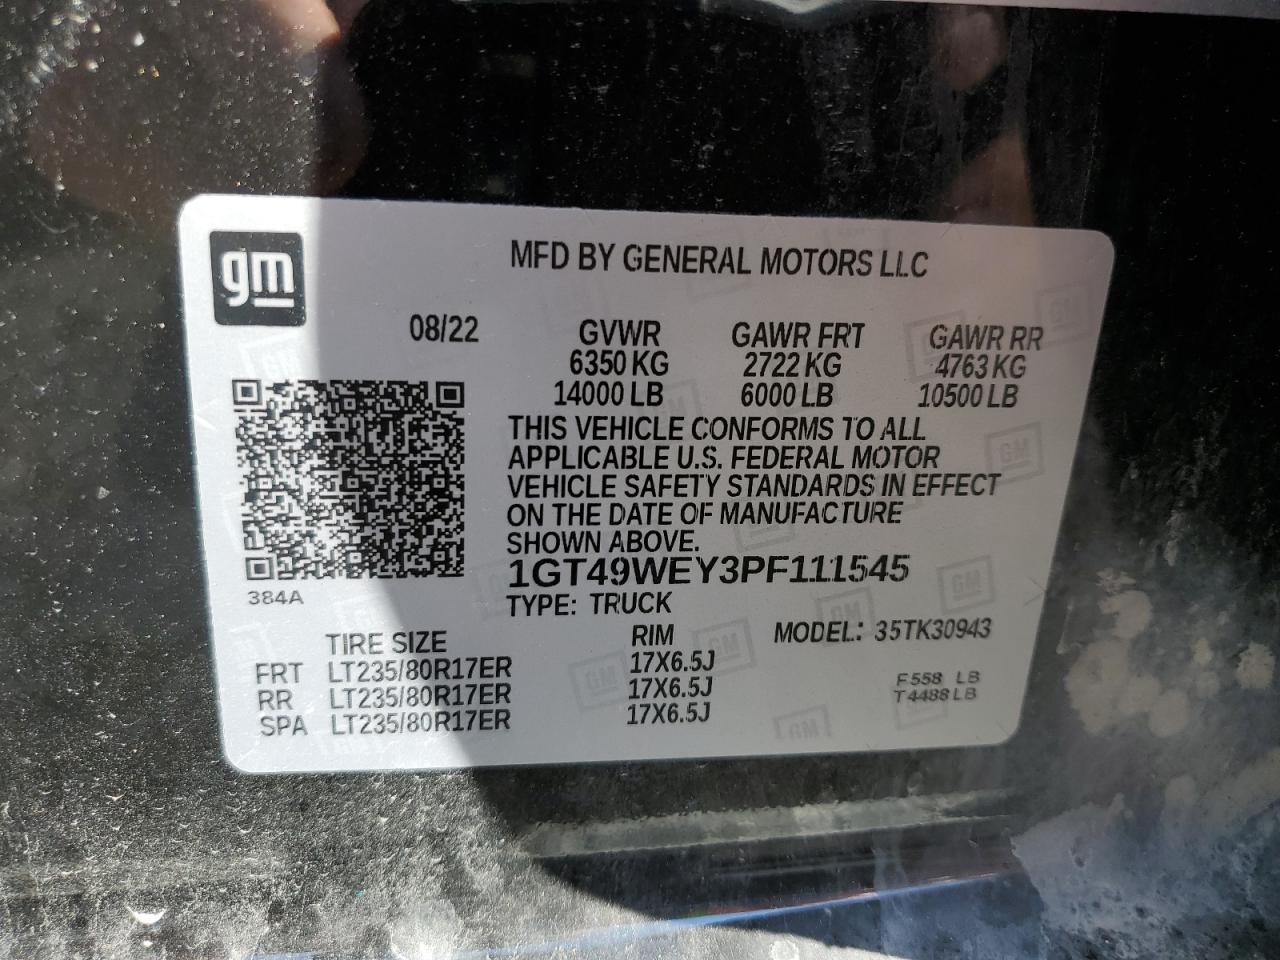 gm
MFD BY GENERAL MOTORS LLC
08/22 GVWR GAWR FRT GAWR RR
6350 KG 2722 KG 4763 KG
14000 LB 6000 LB 10500 LB
THIS VEHICLE CONFORMS TO ALL
APPLICABLE U.S. FEDERAL MOTOR
VEHICLE SAFETY STANDARDS IN EFFECT
ON THE DATE OF MANUFACTURE
SHOWN ABOVE.
1GT49WEY3PF111545
384A
TYPE: TRUCK
TIRE SIZE RIM MODEL: 35TK30943
FRT LT235/80R17ER 17X6.5J
RR LT235/80R17ER 17X6.5J
SPA LT235/80R17ER 17X6.5J
F558 LB
T4488LB